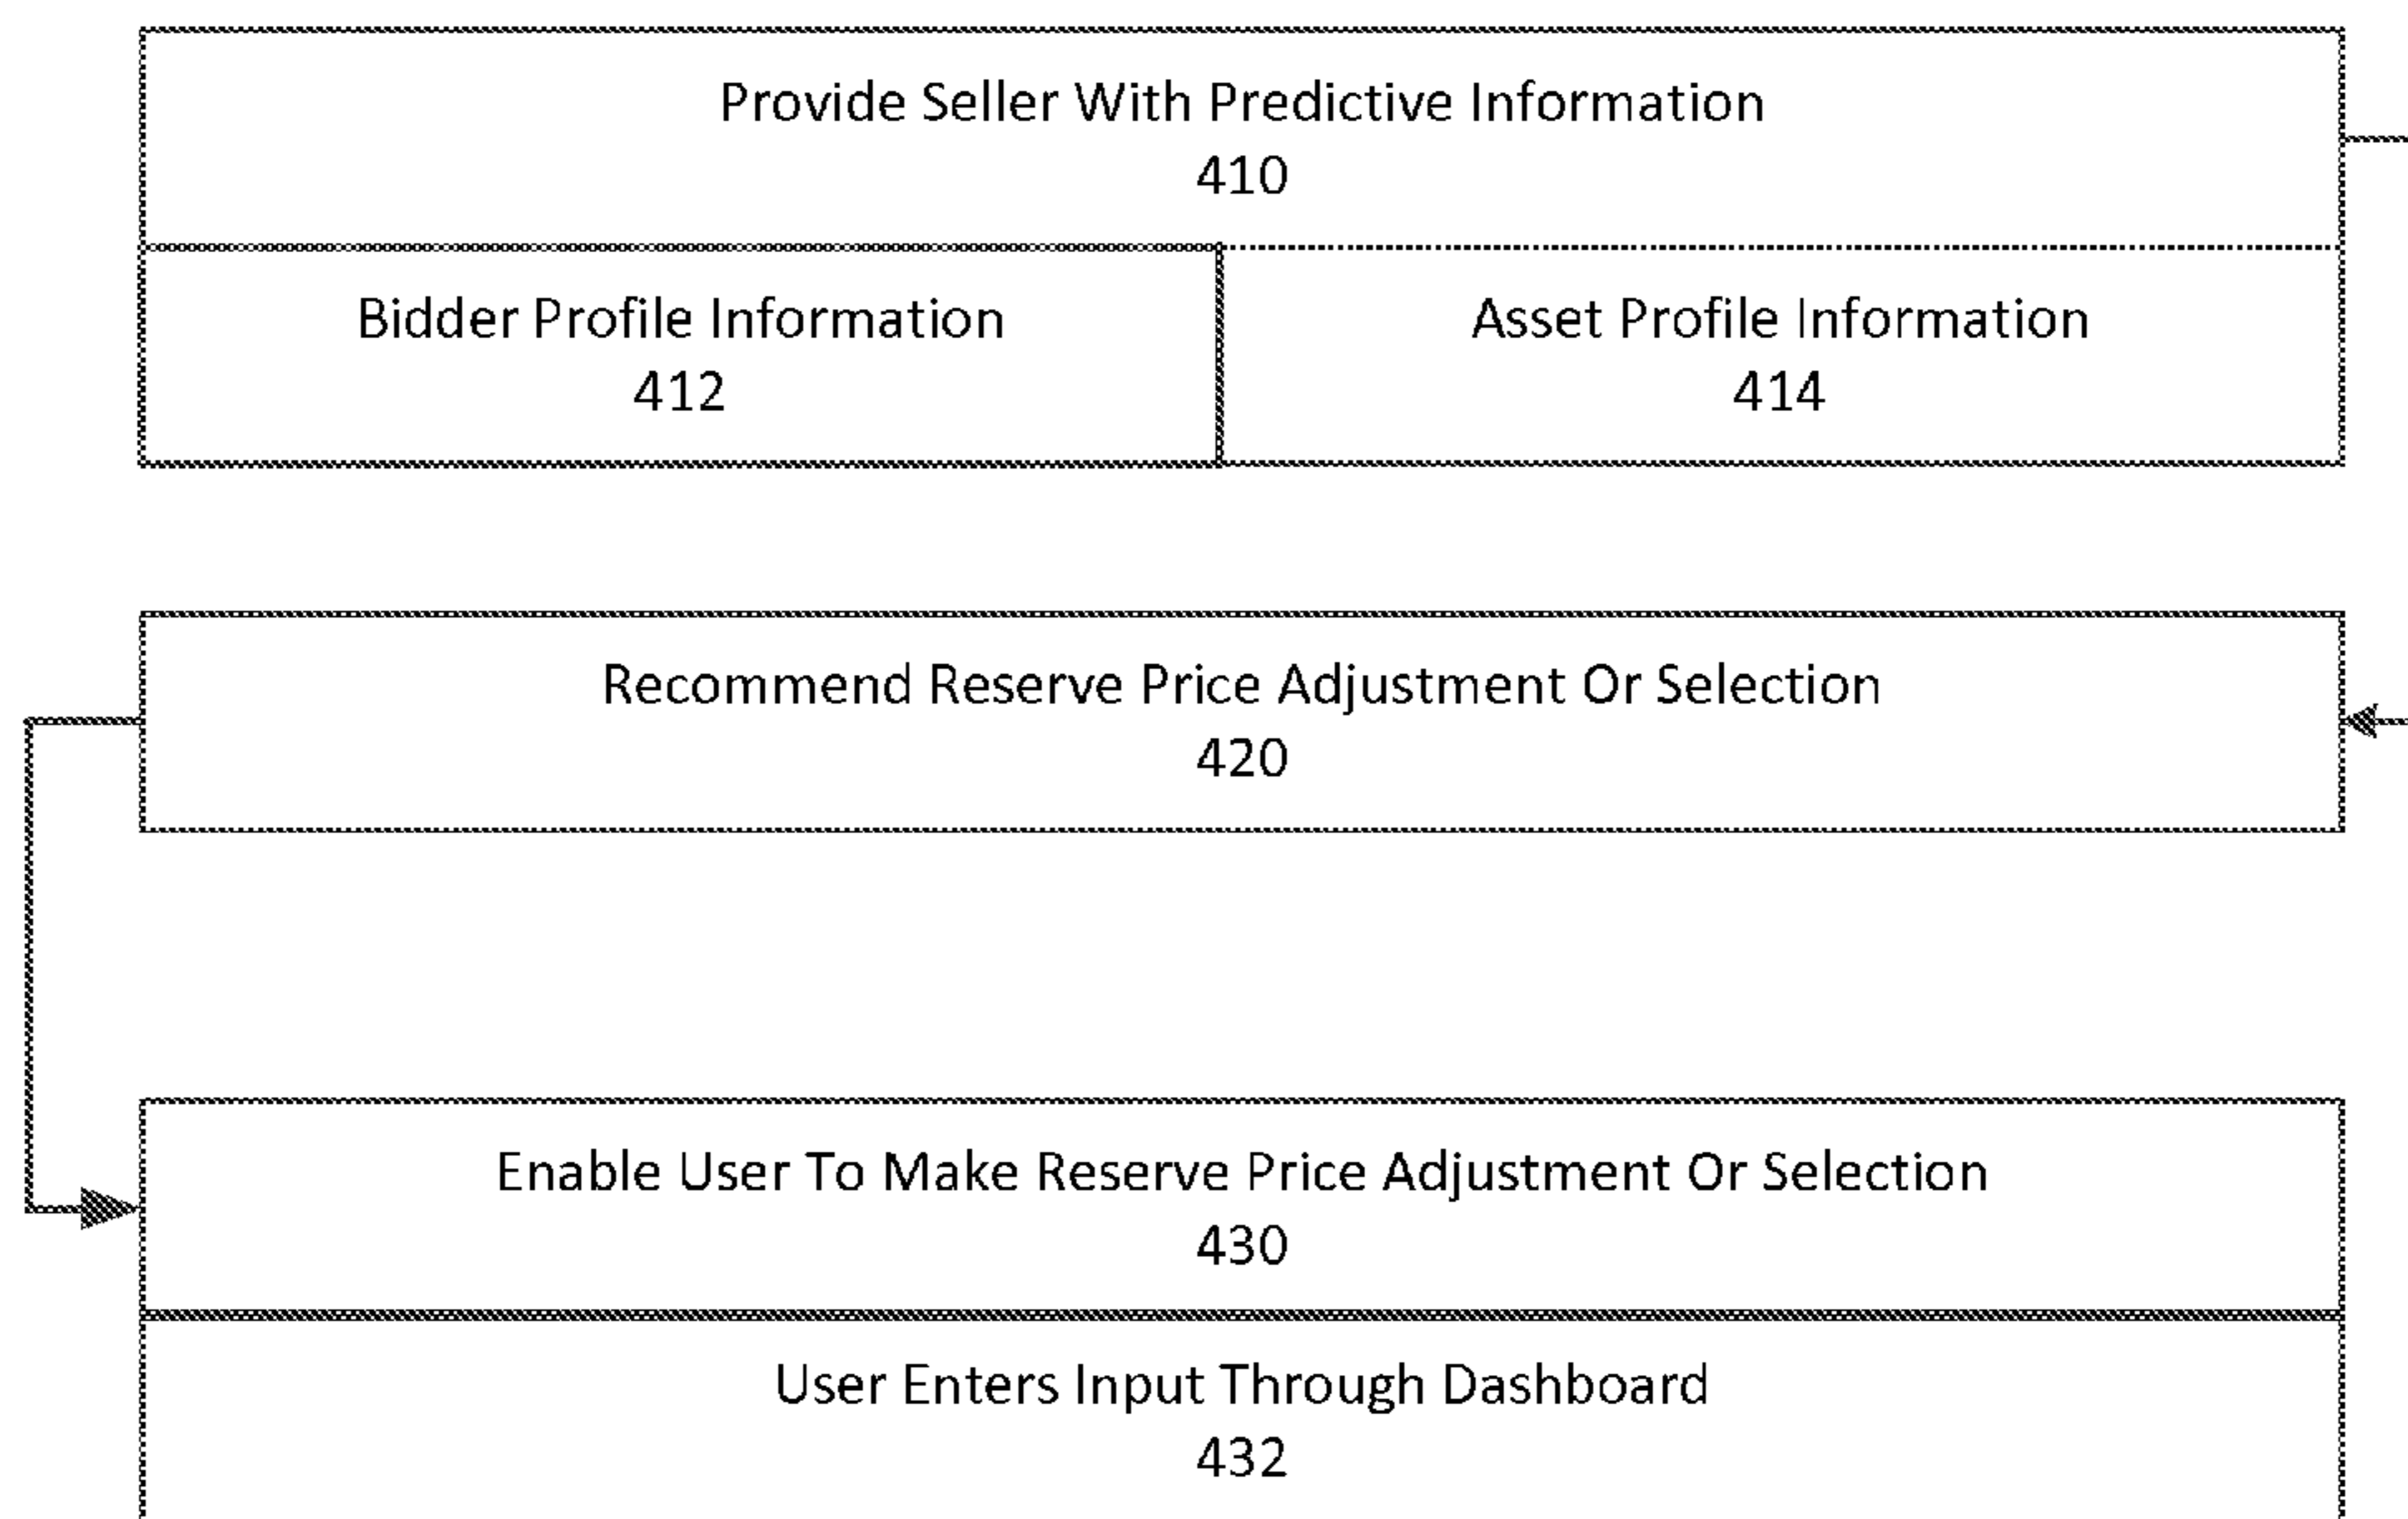 Provide Seller With Predictive Information
410
Bidder Profile Information
412
Asset Profile Information
414
Recommend Reserve Price Adjustment Or Selection
420
Enable User To Make Reserve Price Adjustment Or Selection
430
User Enters Input Through Dashboard
432